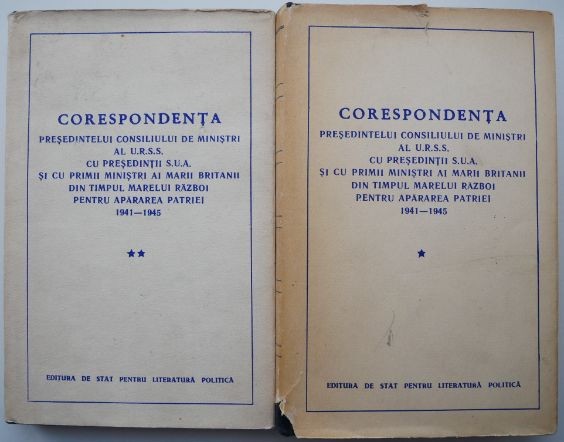 CORESPONDENȚA
PREȘEDINTELUI CONSILIULUI DE MINIȘTRI
AL U.R.S.S.
CU PREȘEDINȚII S.U.A.
ȘI CU PRIMII MINIȘTRI AI MARII BRITANII
DIN TIMPUL MARELUI RĂZBOI
PENTRU APĂRAREA PATRIEI
1941—1945
★★
EDITURA DE STAT PENTRU LITERATURĂ POLITICĂ
CORESPONDENȚA
PREȘEDINTELUI CONSILIULUI DE MINIȘTRI
AL U.R.S.S.
CU PREȘEDINȚII S.U.A.
ȘI CU PRIMII MINIȘTRI AI MARII BRITANII
DIN TIMPUL MARELUI RĂZBOI
PENTRU APĂRAREA PATRIEI
1941—1945
★
EDITURA DE STAT PENTRU LITERATURĂ POLITICĂ